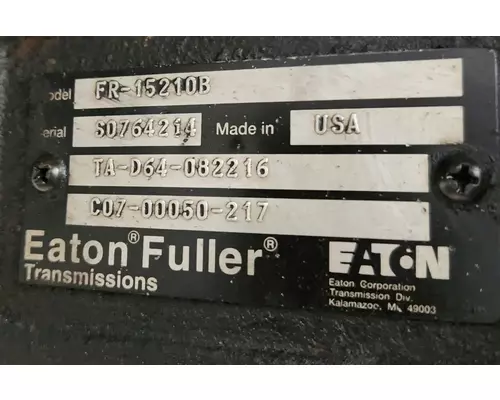 odel FR-15210B
erial S0764214 Made in USA
TA-D64-082216
C07-00050-217
Eaton® Fuller®
Transmissions
EATON
Eaton Corporation
Transmission Div.
Kalamazoo, MI, 49003